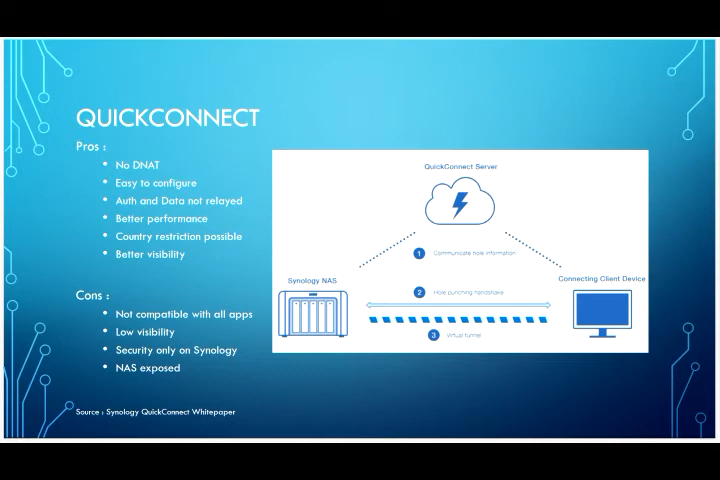 QUICKCONNECT
Pros :
• No DNAT
• Easy to configure
• Auth and Data not relayed
• Better performance
• Country restriction possible
• Better visibility
Cons :
• Not compatible with all apps
• Low visibility
• Security only on Synology
• NAS exposed
Source : Synology QuickConnect Whitepaper
QuickConnect Server
1 Communicate hole information
Synology NAS
Connecting Client Device
2 Hole punching handshake
3 Virtual tunnel